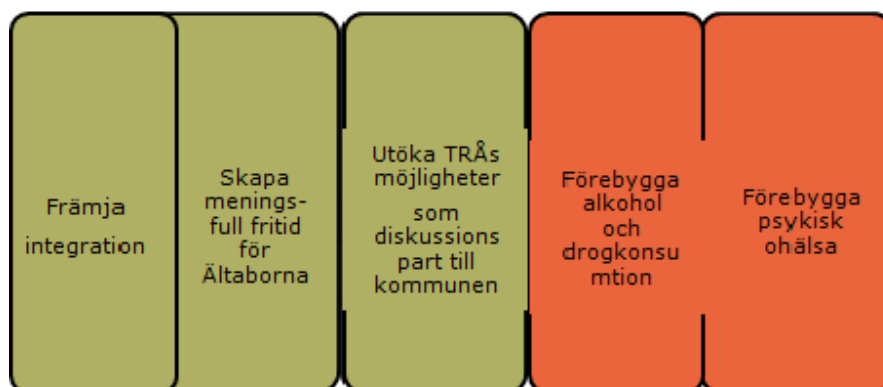 Främja
integration
Skapa
menings-
full fritid
för
Ältaborna
Utöka TRÅs
möjligheter
som
diskussions
part till
kommunen
Förebygga
alkohol
och
drogkonsu
mtion
Förebygga
psykisk
ohälsa